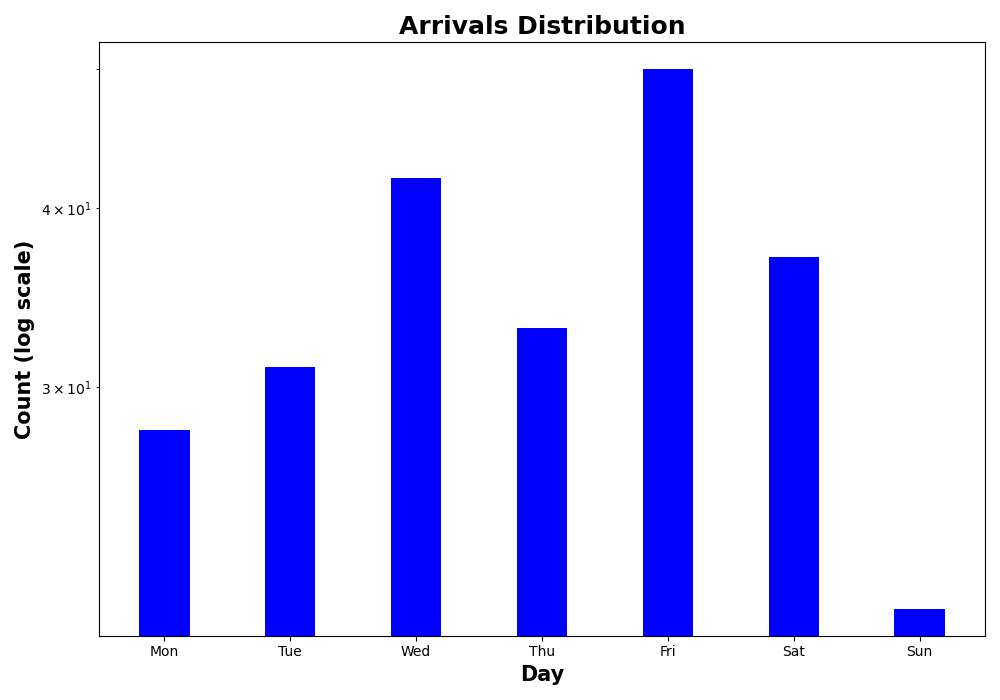 Arrivals Distribution
Count (log scale)
4 × 10¹
3 × 10¹
Mon Tue Wed Thu Fri Sat Sun
Day